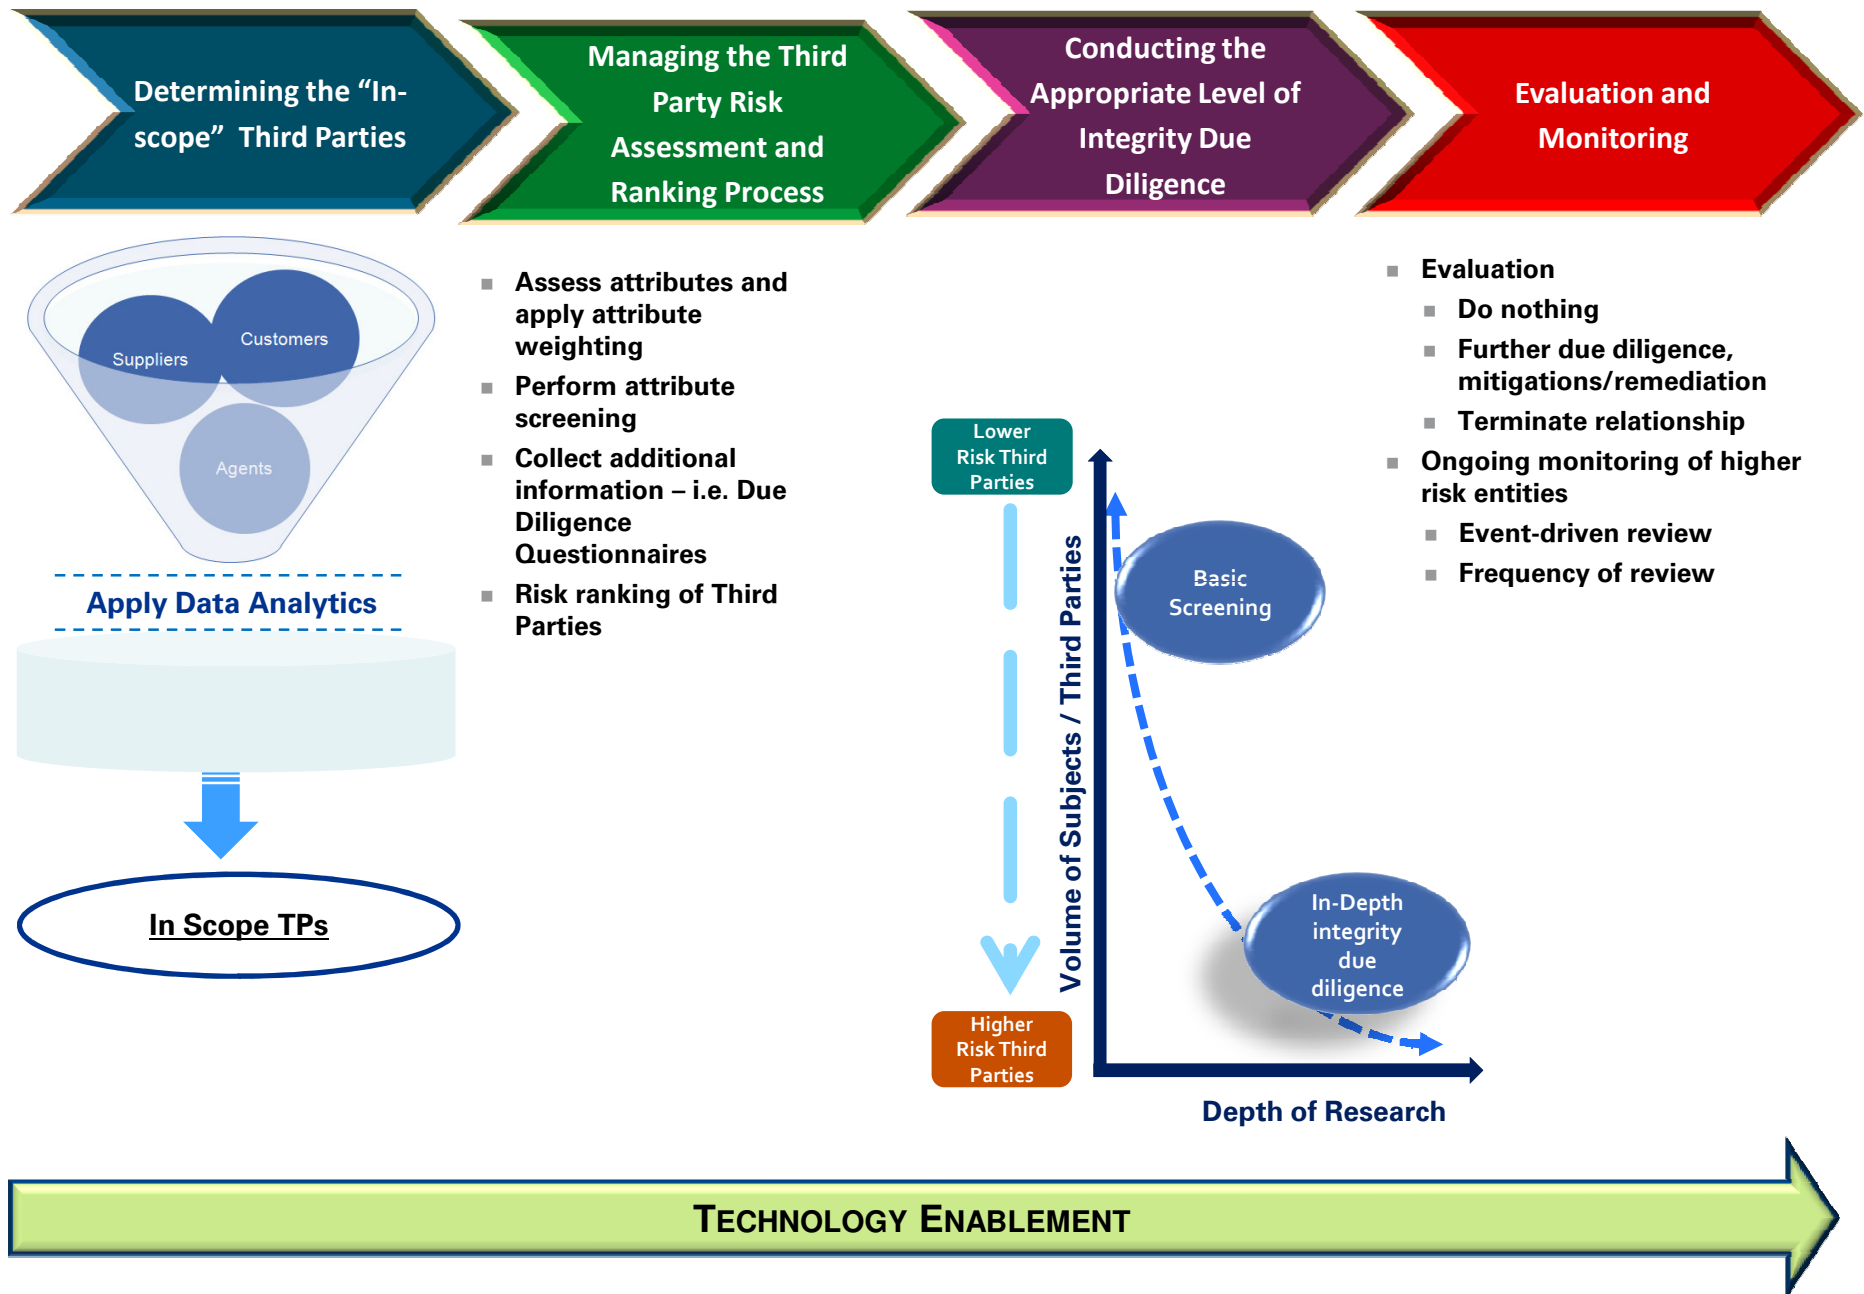 Determining the “In-
scope” Third Parties
Managing the Third
Party Risk
Assessment and
Ranking Process
Conducting the
Appropriate Level of
Integrity Due
Diligence
Evaluation and
Monitoring
Suppliers
Customers
Agents
Apply Data Analytics
In Scope TPs
Assess attributes and
apply attribute
weighting
Perform attribute
screening
Collect additional
information – i.e. Due
Diligence
Questionnaires
Risk ranking of Third
Parties
Lower
Risk Third
Parties
Higher
Risk Third
Parties
Volume of Subjects / Third Parties
Basic
Screening
In-Depth
integrity
due
diligence
Depth of Research
Evaluation
Do nothing
Further due diligence,
mitigations/remediation
Terminate relationship
Ongoing monitoring of higher
risk entities
Event-driven review
Frequency of review
TECHNOLOGY ENABLEMENT